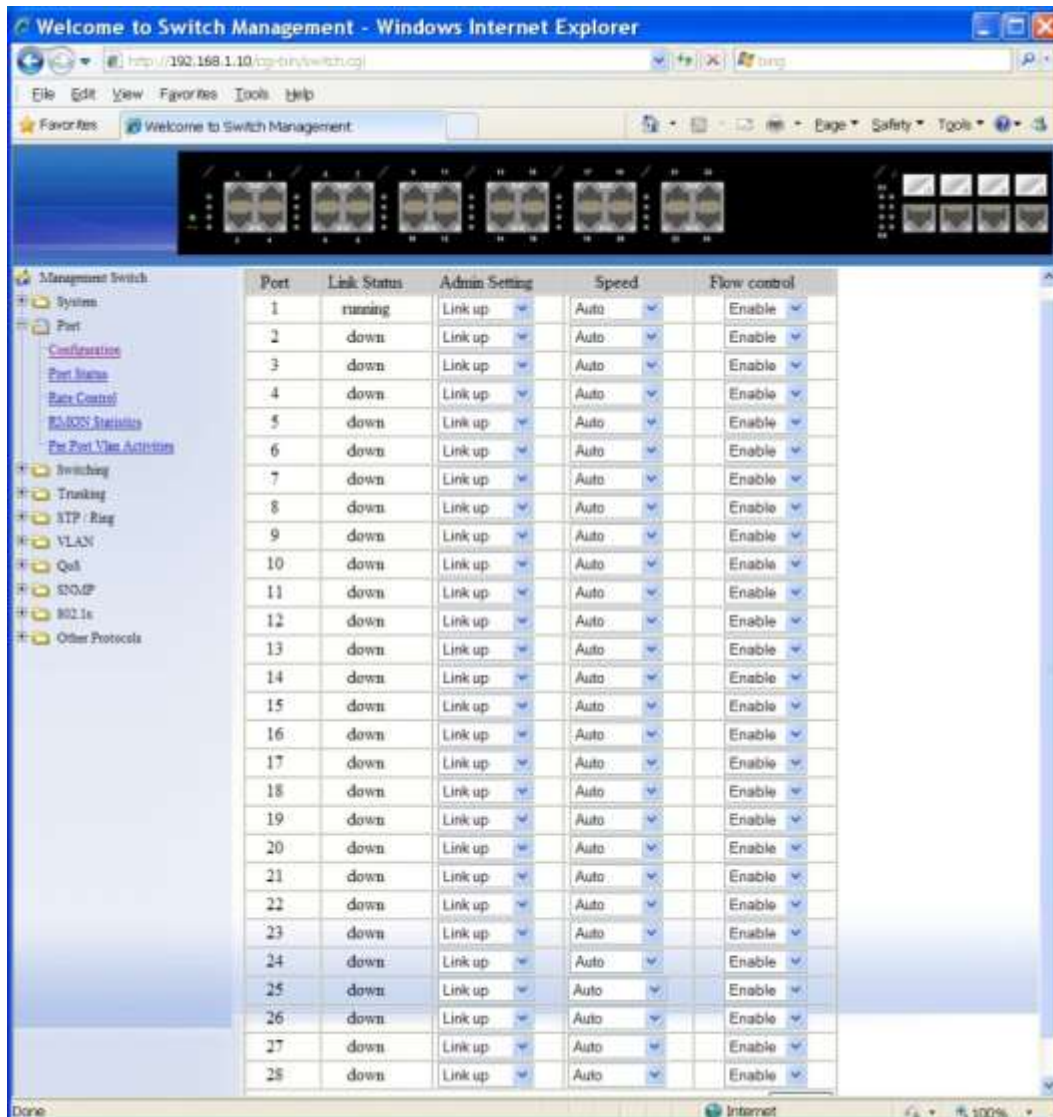 Welcome to Switch Management - Windows Internet Explorer
http://192.168.1.10/cgi-bin/switch.cgi
bing
File Edit View Favorites Tools Help
Favorites Welcome to Switch Management Page Safety Tools
Management Switch
System
Port
Configuration
Port Status
Rate Control
RMON Statistics
Per Port Vlan Activities
Switching
Trunking
STP / Ring
VLAN
QoS
SNMP
802.1x
Other Protocols
Port Link Status Admin Setting Speed Flow control
1 running Link up Auto Enable
2 down Link up Auto Enable
3 down Link up Auto Enable
4 down Link up Auto Enable
5 down Link up Auto Enable
6 down Link up Auto Enable
7 down Link up Auto Enable
8 down Link up Auto Enable
9 down Link up Auto Enable
10 down Link up Auto Enable
11 down Link up Auto Enable
12 down Link up Auto Enable
13 down Link up Auto Enable
14 down Link up Auto Enable
15 down Link up Auto Enable
16 down Link up Auto Enable
17 down Link up Auto Enable
18 down Link up Auto Enable
19 down Link up Auto Enable
20 down Link up Auto Enable
21 down Link up Auto Enable
22 down Link up Auto Enable
23 down Link up Auto Enable
24 down Link up Auto Enable
25 down Link up Auto Enable
26 down Link up Auto Enable
27 down Link up Auto Enable
28 down Link up Auto Enable
Done Internet 100%